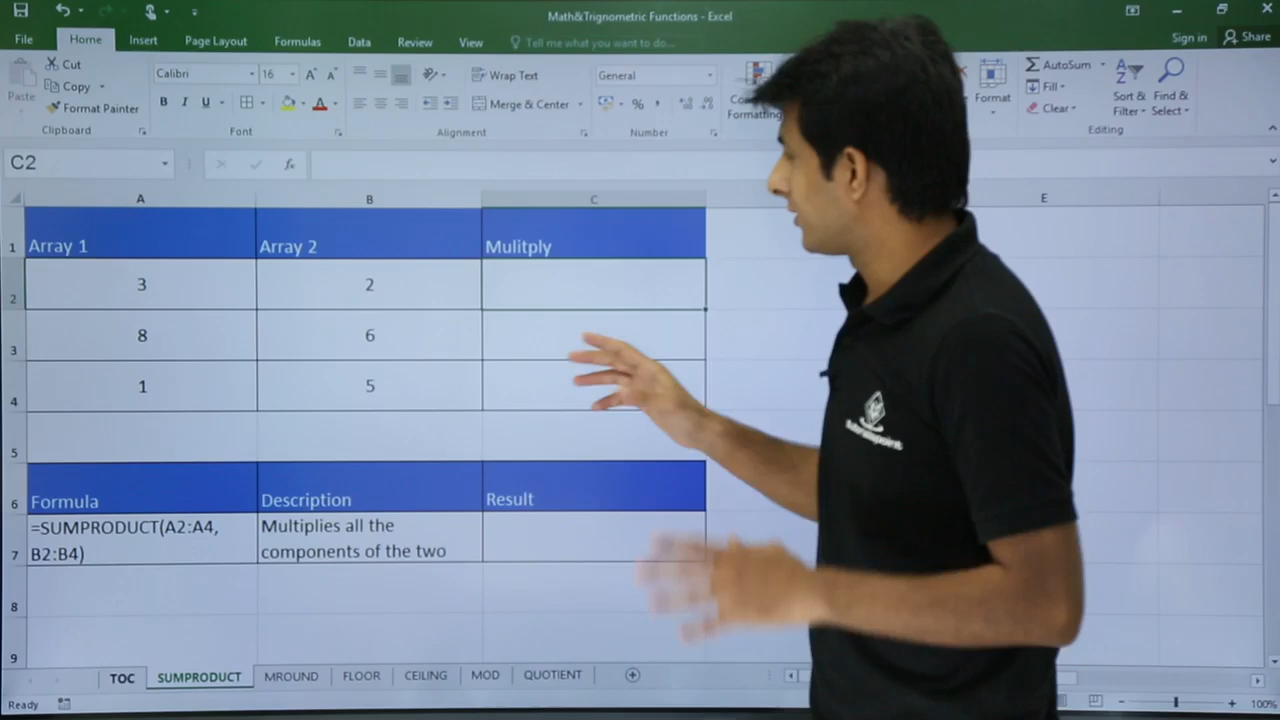 Math&Trignometric Functions - Excel
File Home Insert Page Layout Formulas Data Review View Tell me what you want to do... Sign in Share
Paste
Cut
Copy
Format Painter
Clipboard
Calibri 16 A A
B I U A
Font
Wrap Text
Merge & Center
Alignment
General
%
Number
Formatting
Format
AutoSum
Fill
Clear
Sort & Filter
Find & Select
Editing
C2 fx
A B C E
1 Array 1 Array 2 Mulitply
2 3 2
3 8 6
4 1 5
5
6 Formula Description Result
=SUMPRODUCT(A2:A4, Multiplies all the
7 B2:B4) components of the two
8
9
TOC SUMPRODUCT MROUND FLOOR CEILING MOD QUOTIENT
Ready 100%